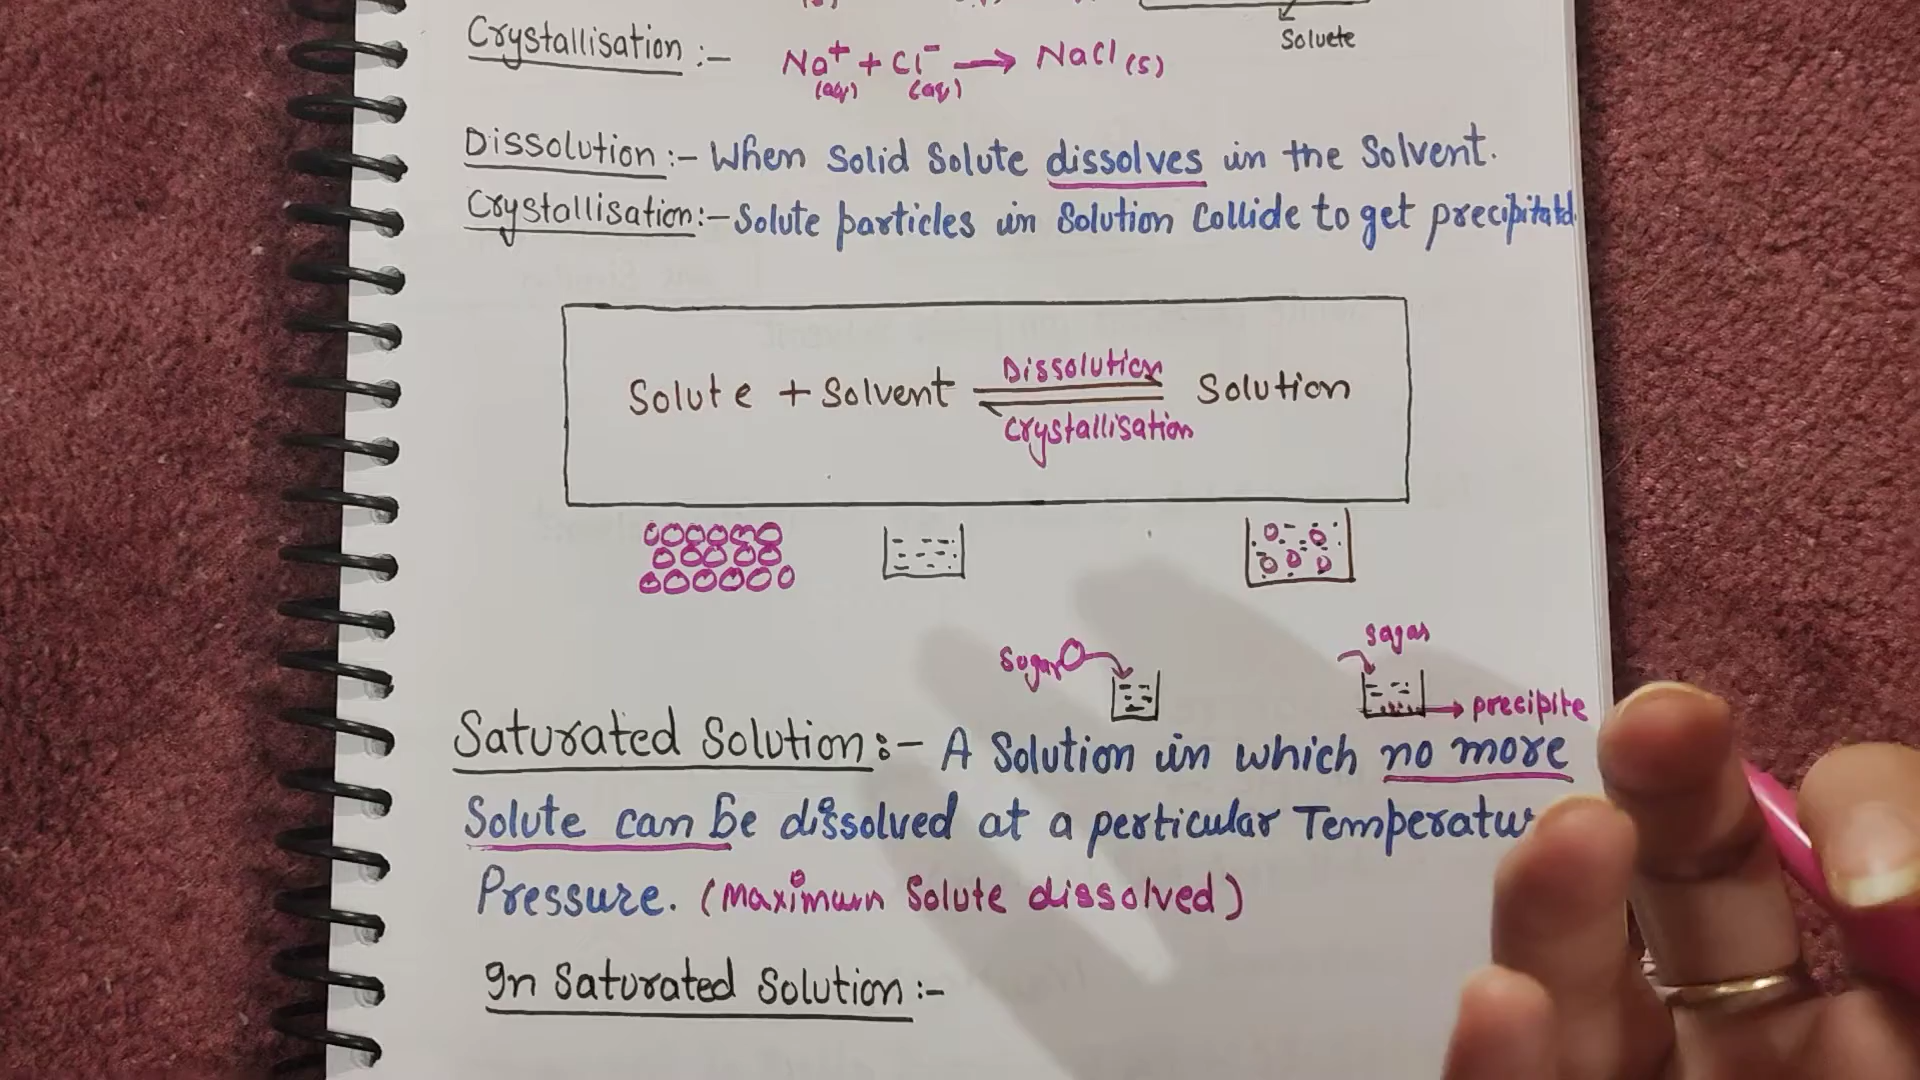 Soluete
Crystallisation :- Na⁺ + Cl⁻ → NaCl (s)
(aq) (aq)
Dissolution :- When Solid Solute dissolves in the Solvent.
Crystallisation:- Solute particles in Solution Collide to get precipitatd.
Dissolution
Solute + Solvent ⇌ Solution
Crystallisation
Sugar
Sugar
precipite
Saturated Solution :- A Solution in which no more
Solute can be dissolved at a perticular Temperatu
Pressure. (Maximum Solute dissolved)
In Saturated Solution :-